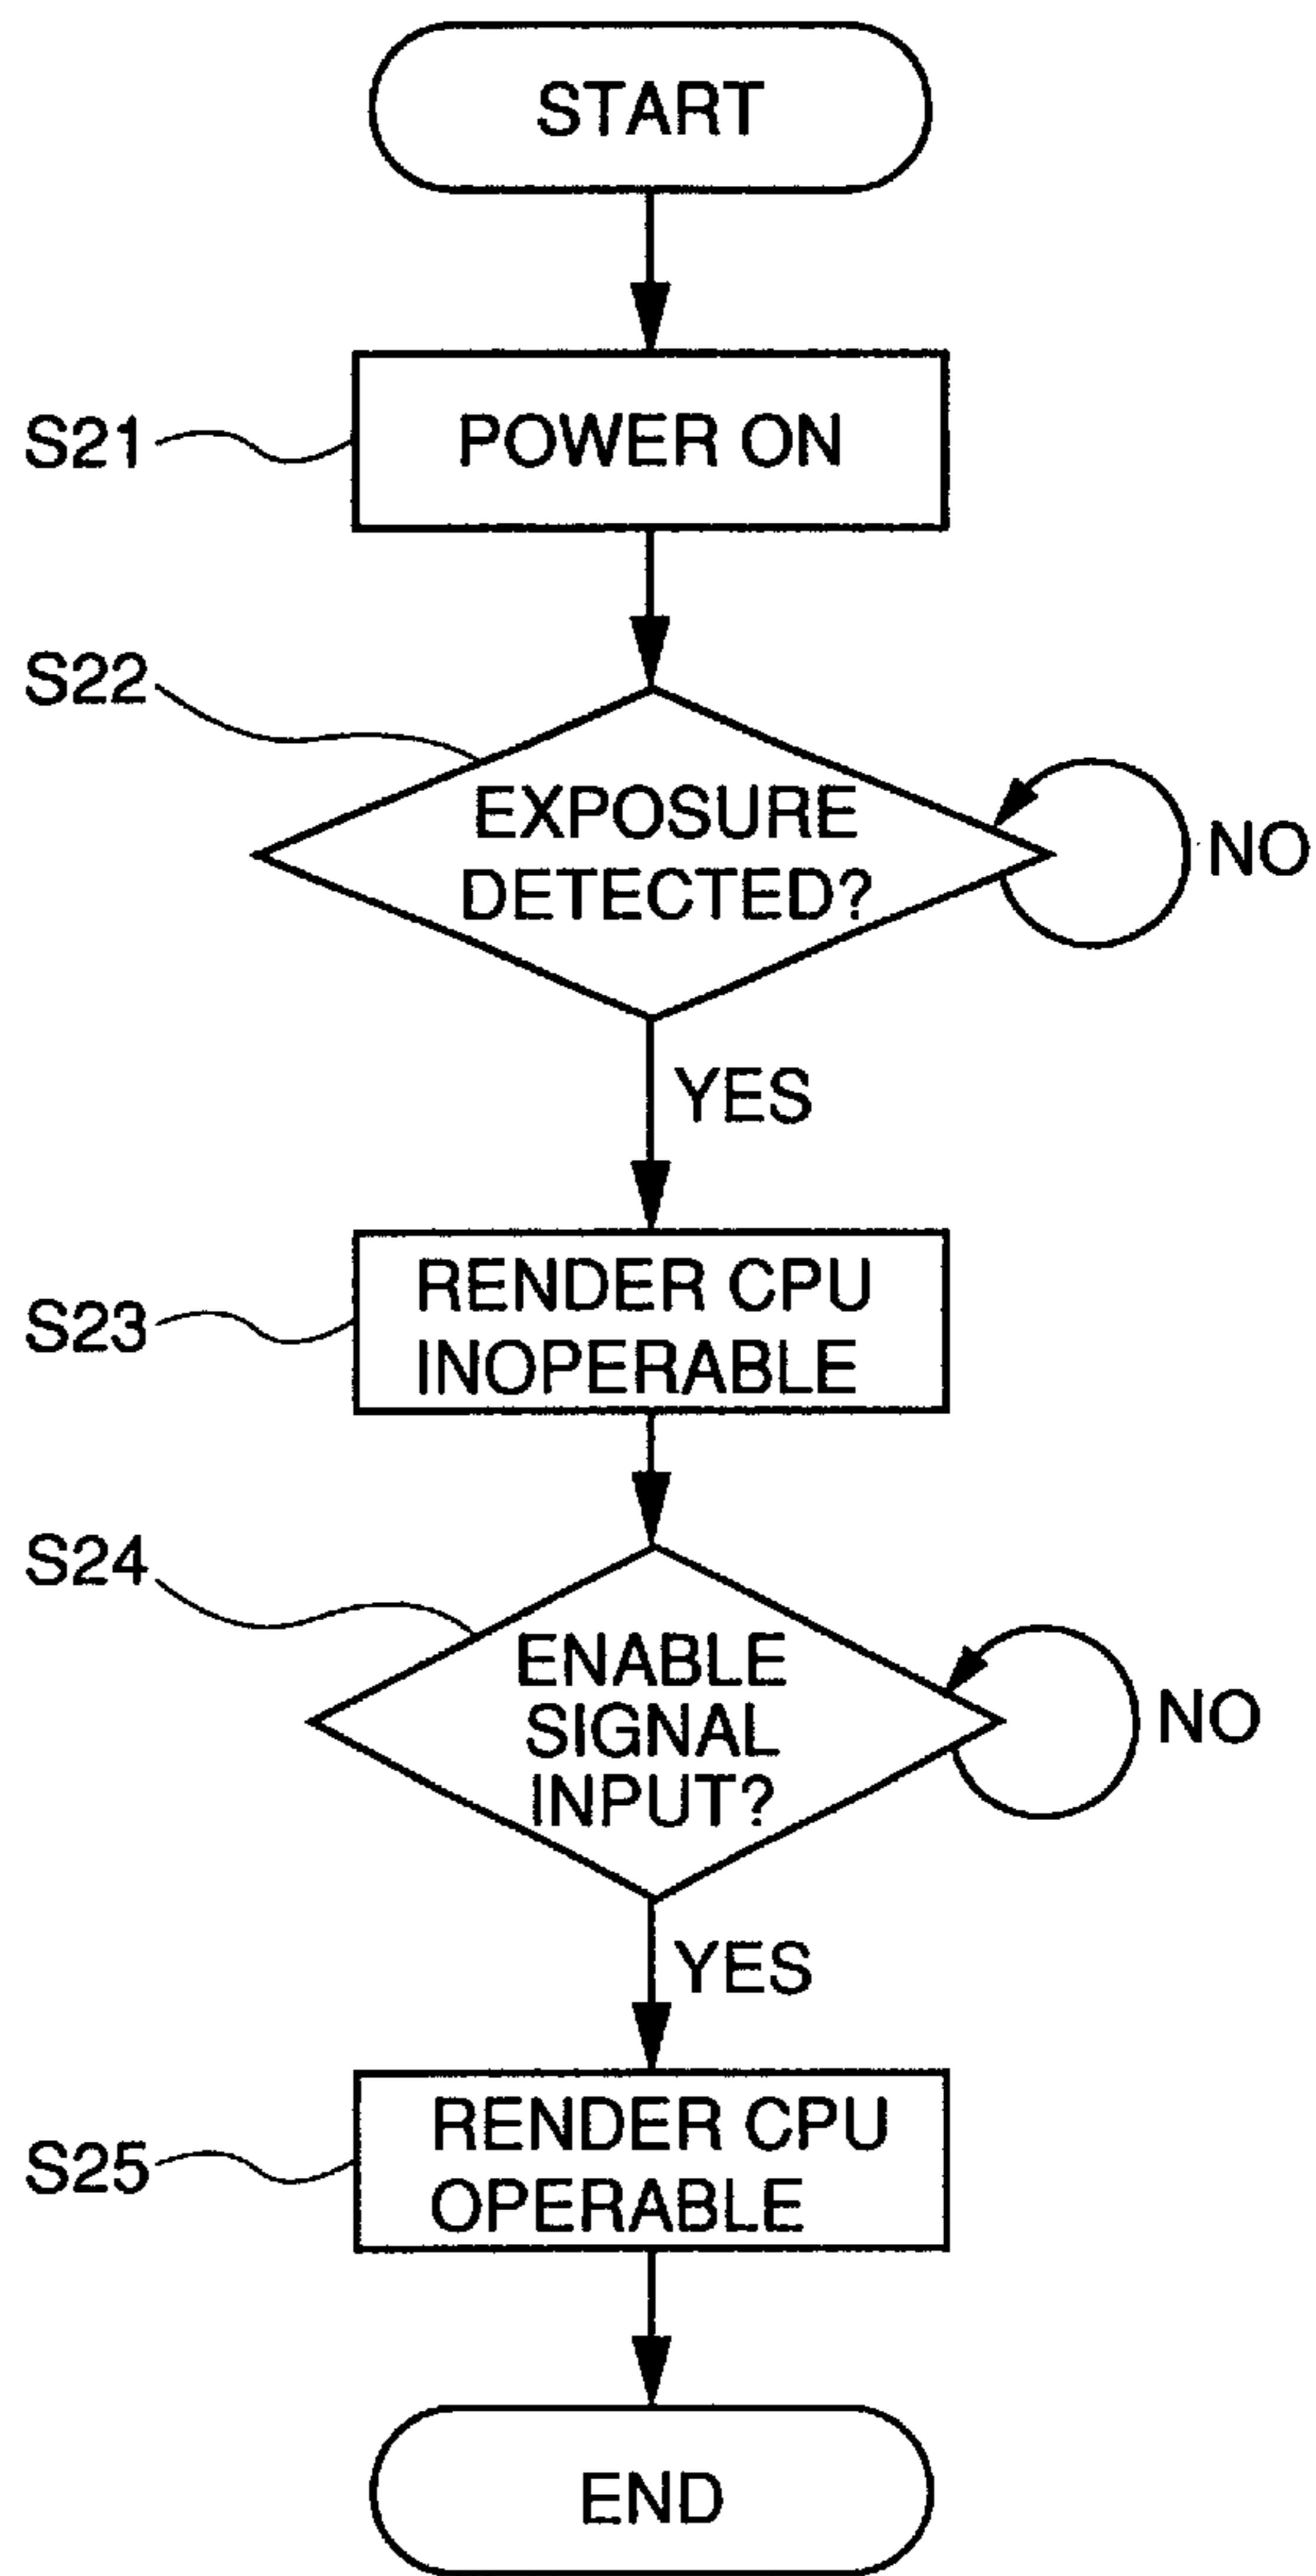 START
S21
POWER ON
S22
EXPOSURE
DETECTED?
NO
YES
S23
RENDER CPU
INOPERABLE
S24
ENABLE
SIGNAL
INPUT?
NO
YES
S25
RENDER CPU
OPERABLE
END